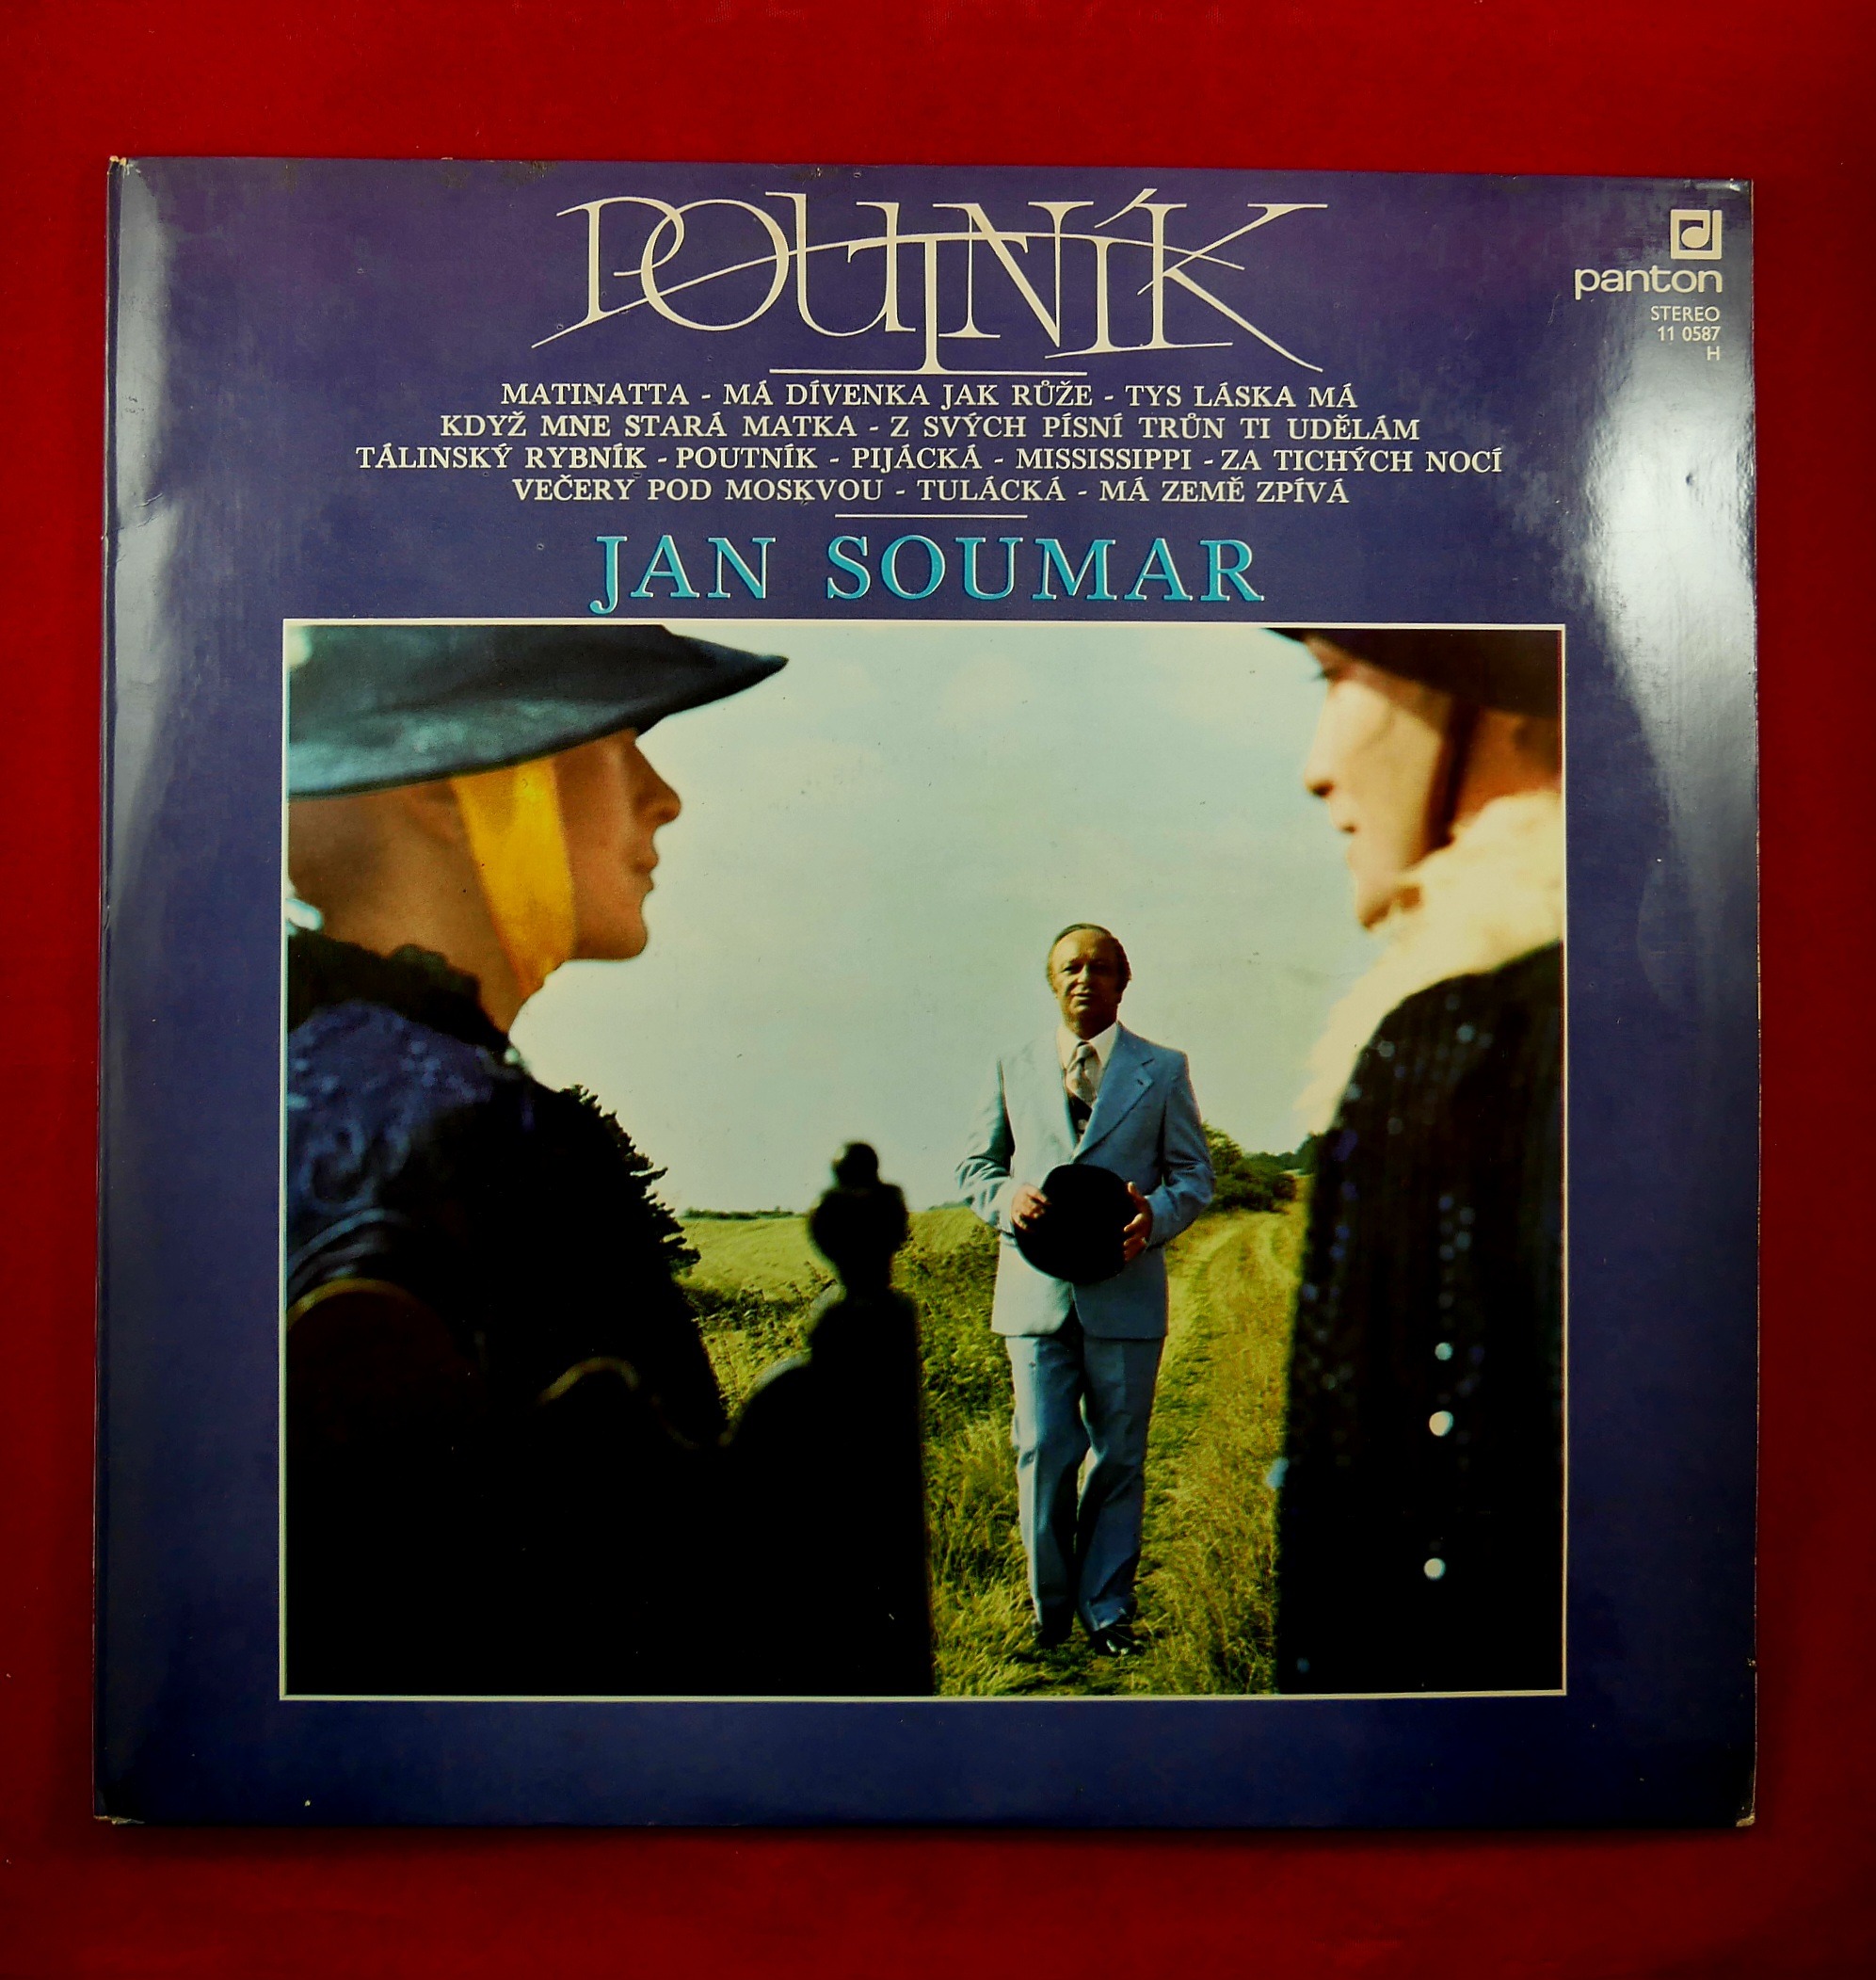 POUTNÍK
panton
STEREO
11 0587
H
MATINATTA - MÁ DÍVENKA JAK RŮŽE - TYS LÁSKA MÁ
KDYŽ MNE STARÁ MATKA - Z SVÝCH PÍSNÍ TRŮN TI UDĚLÁM
TÁLINSKÝ RYBNÍK - POUTNÍK - PIJÁCKÁ - MISSISSIPPI - ZA TICHÝCH NOCÍ
VEČERY POD MOSKVOU - TULÁCKÁ - MÁ ZEMĚ ZPÍVÁ
JAN SOUMAR